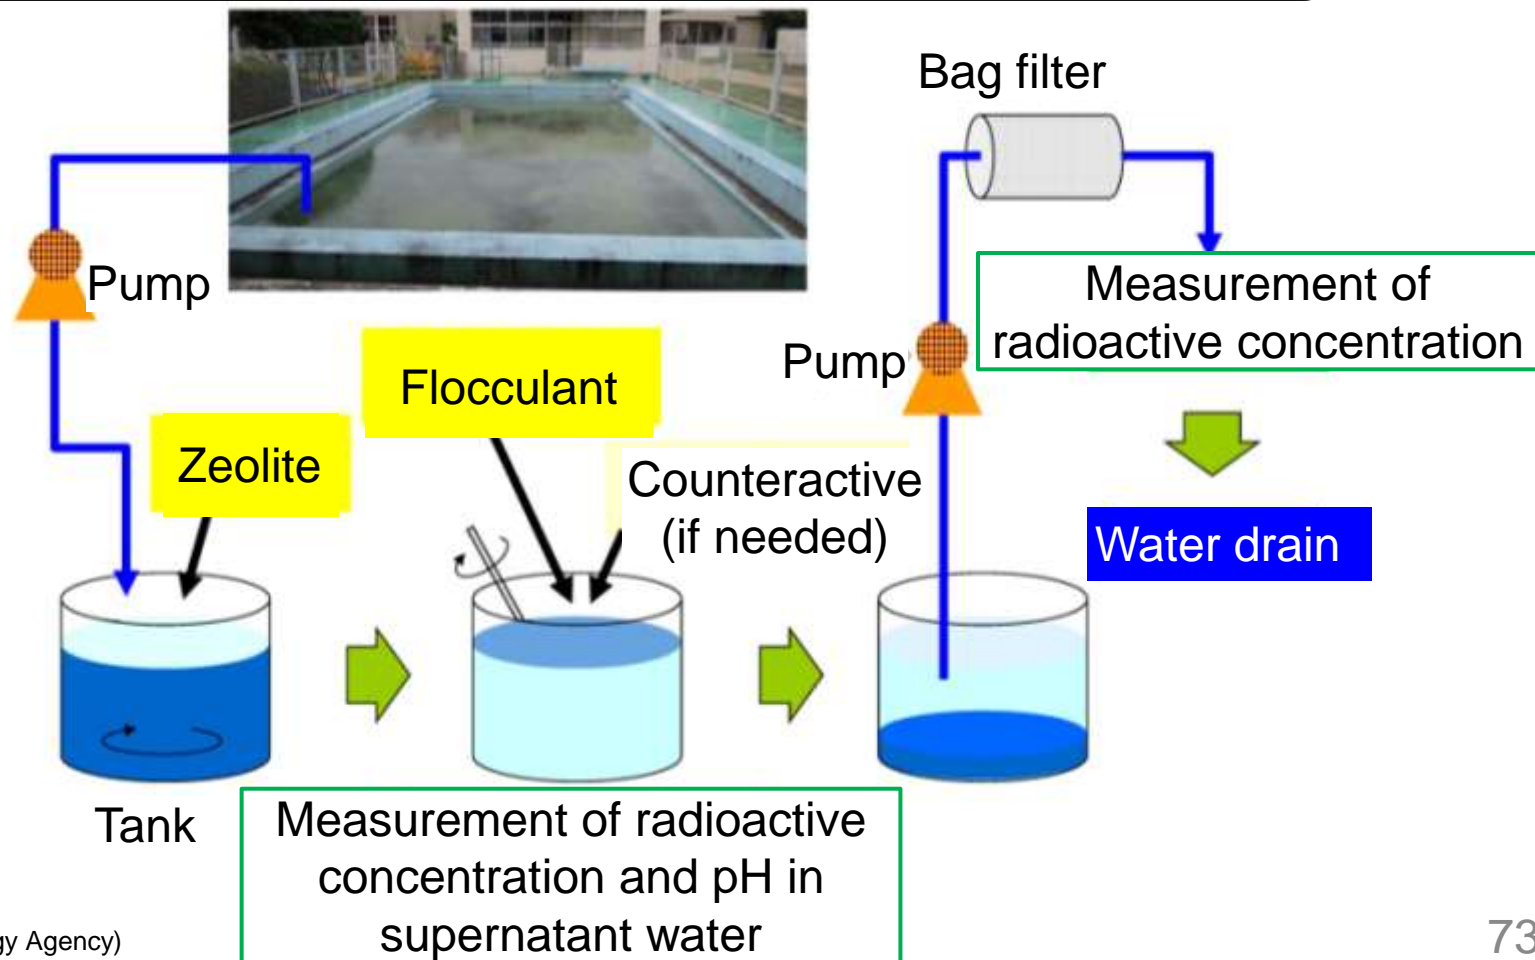 Bag filter
Pump
Measurement of
radioactive concentration
Pump
Flocculant
Zeolite
Counteractive
(if needed)
Water drain
Tank
Measurement of radioactive
concentration and pH in
supernatant water
Agency)
73